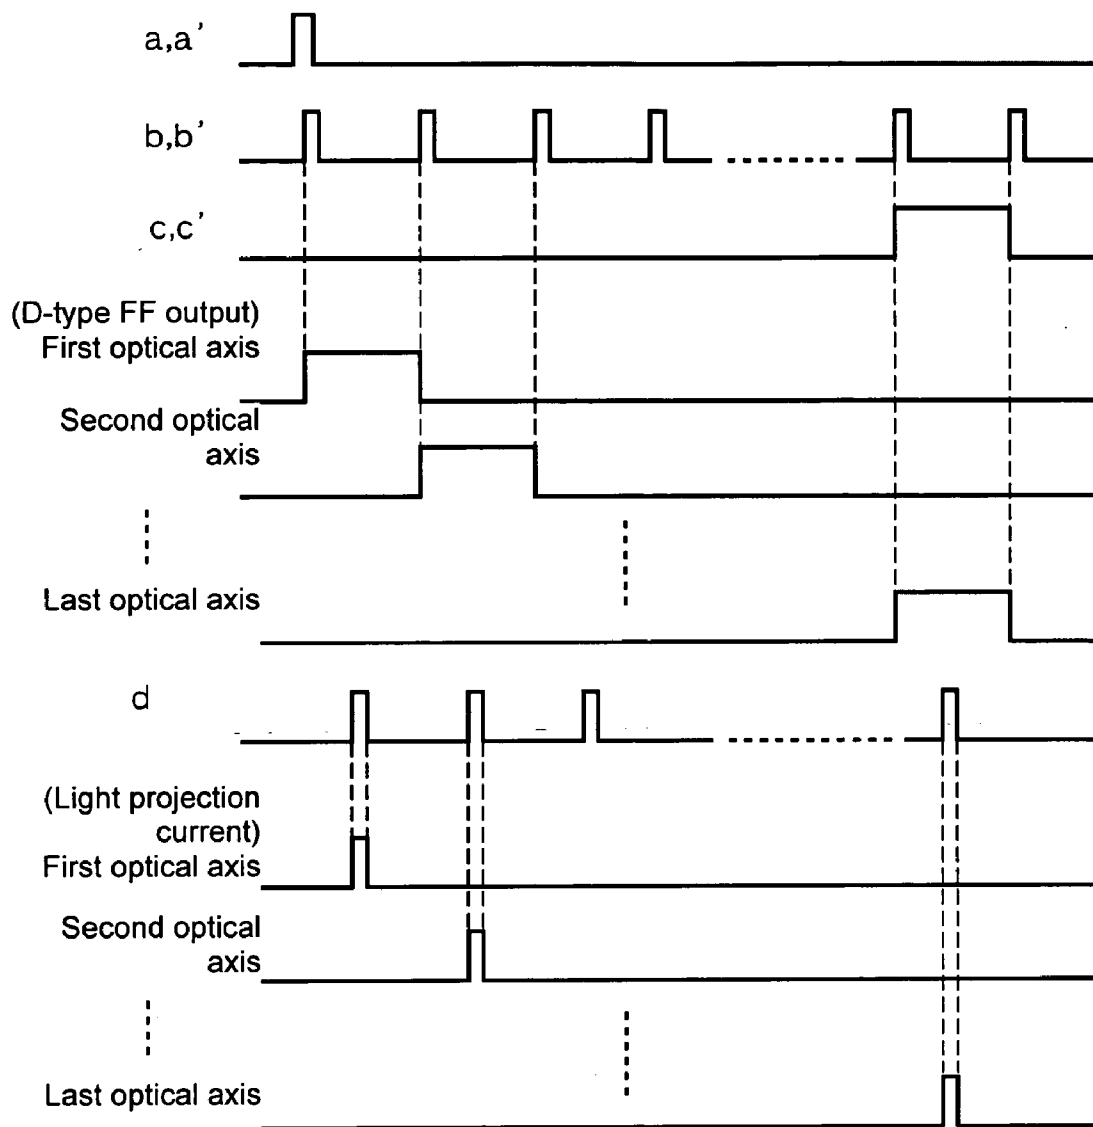 a,a'
b,b'
c,c'
(D-type FF output)
First optical axis
Second optical
axis
Last optical axis
d
(Light projection
current)
First optical axis
Second optical
axis
Last optical axis